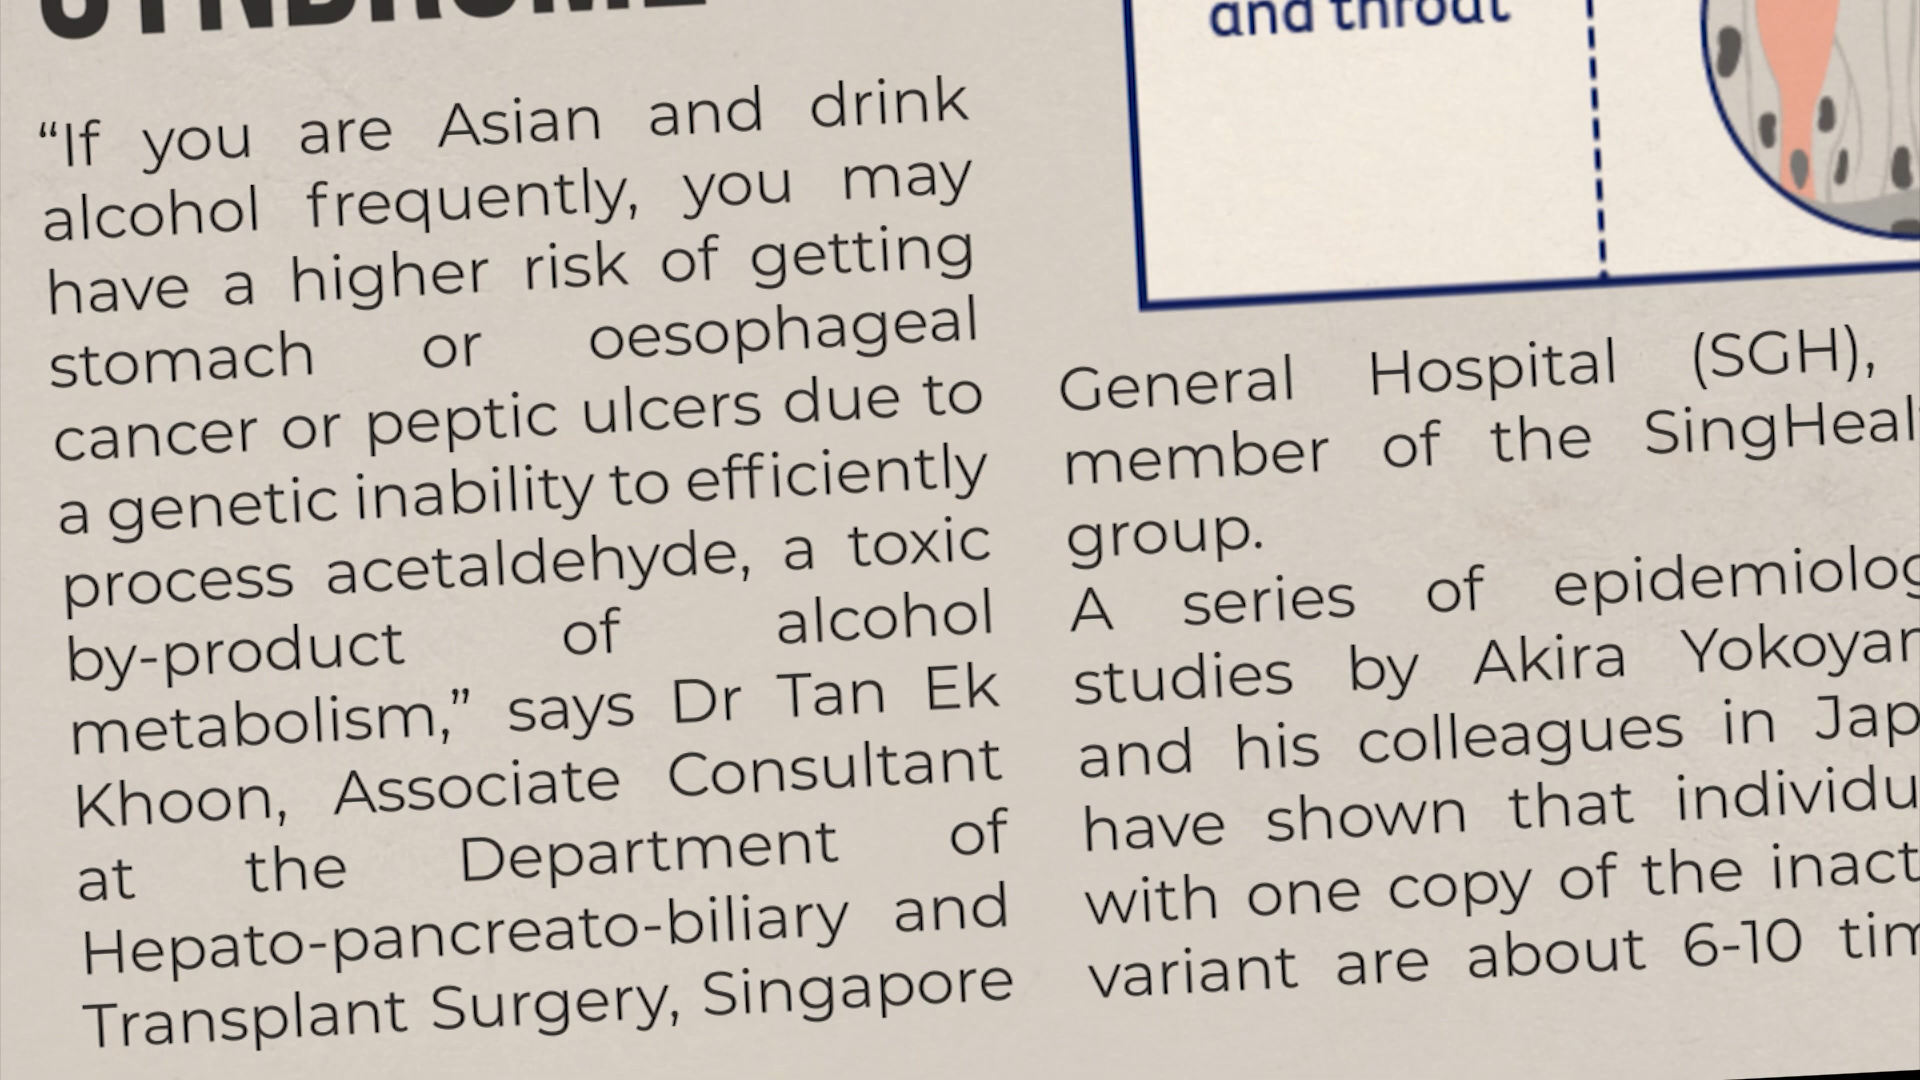 SYNDROME
"If you are Asian and drink
alcohol frequently, you may
have a higher risk of getting
stomach or oesophageal
cancer or peptic ulcers due to
a genetic inability to efficiently
process acetaldehyde, a toxic
by-product of alcohol
metabolism," says Dr Tan Ek
Khoon, Associate Consultant
at the Department of
Hepato-pancreato-biliary and
Transplant Surgery, Singapore
and throat
General Hospital (SGH),
member of the
group.
A series of
studies by Akira
and his colleagues in
have shown that
with one copy of the
variant are about 6-10